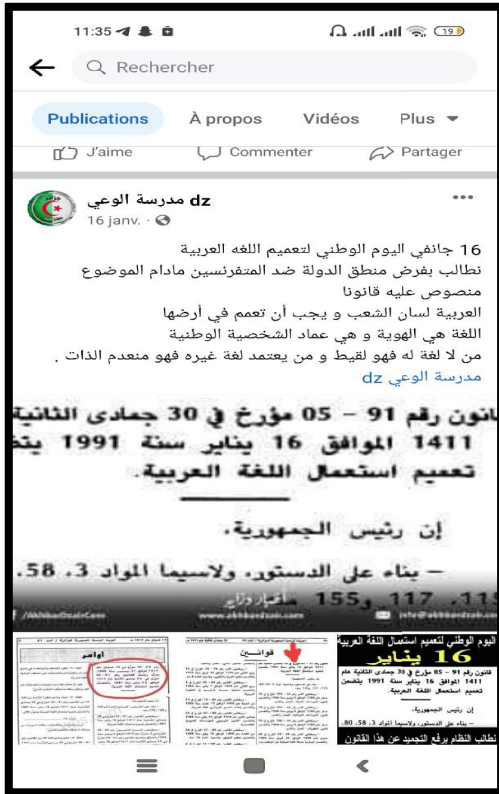 11:35
19
Rechercher
Publications
À propos
Vidéos
Plus
J'aime
Commenter
Partager
مدرسة الوعي dz
16 janv.
16 جانفي اليوم الوطني لتعميم اللغه العربية
نطالب بفرض منطق الدولة ضد المتفرنسين مادام الموضوع
منصوص عليه قانونا
العربية لسان الشعب و يجب أن تعمم في أرضها
اللغة هي الهوية و هي عماد الشخصية الوطنية
من لا لغة له فهو لقيط و من يعتمد لغة غيره فهو منعدم الذات .
مدرسة الوعي dz
قانون رقم 91 - 05 مؤرخ في 30 جمادى الثانية
1411 الموافق 16 يناير سنة 1991 يتض
تعميم استعمال اللغة العربية.
إن رئيس الجمهورية،
- بناء على الدستور، ولاسيما المواد 3، 58،
117 و155
أخبار دزاير
/AkhbarDzairCom
أوامر
قوانين
اليوم الوطني لتعميم استعمال اللغة العربية
16 يناير
قانون رقم 91 - 05 مؤرخ في 30 جمادى الثانية عام
1411 الموافق 16 يناير سنة 1991 يتضمن
تعميم استعمال اللغة العربية
إن رئيس الجمهورية،
- بناء على الدستور، ولاسيما المواد 3، 58، 80،
نطالب النظام برفع التجميد عن هذا القانون